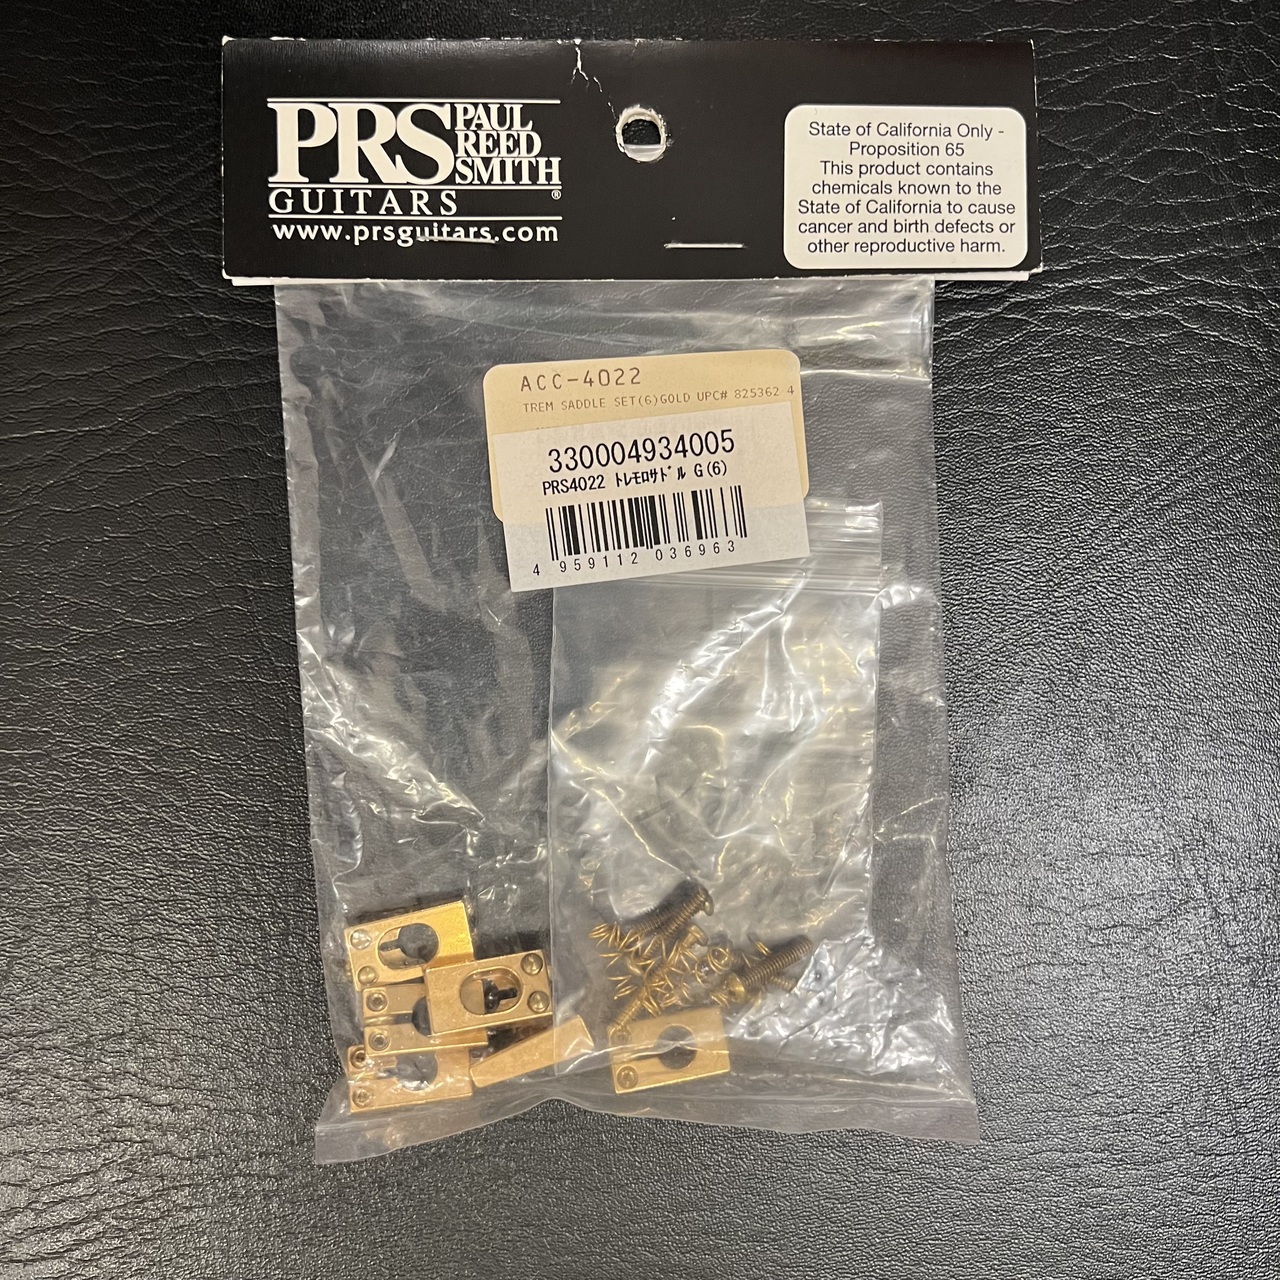 PRS PAUL
REED
SMITH
®
GUITARS
www.prsguitars.com
State of California Only -
Proposition 65
This product contains
chemicals known to the
State of California to cause
cancer and birth defects or
other reproductive harm.
ACC-4022
TREM SADDLE SET(6)GOLD UPC# 825362 4
330004934005
PRS4022 ﾄﾚﾓﾛｻﾄﾞﾙ G(6)
4 959112 036963